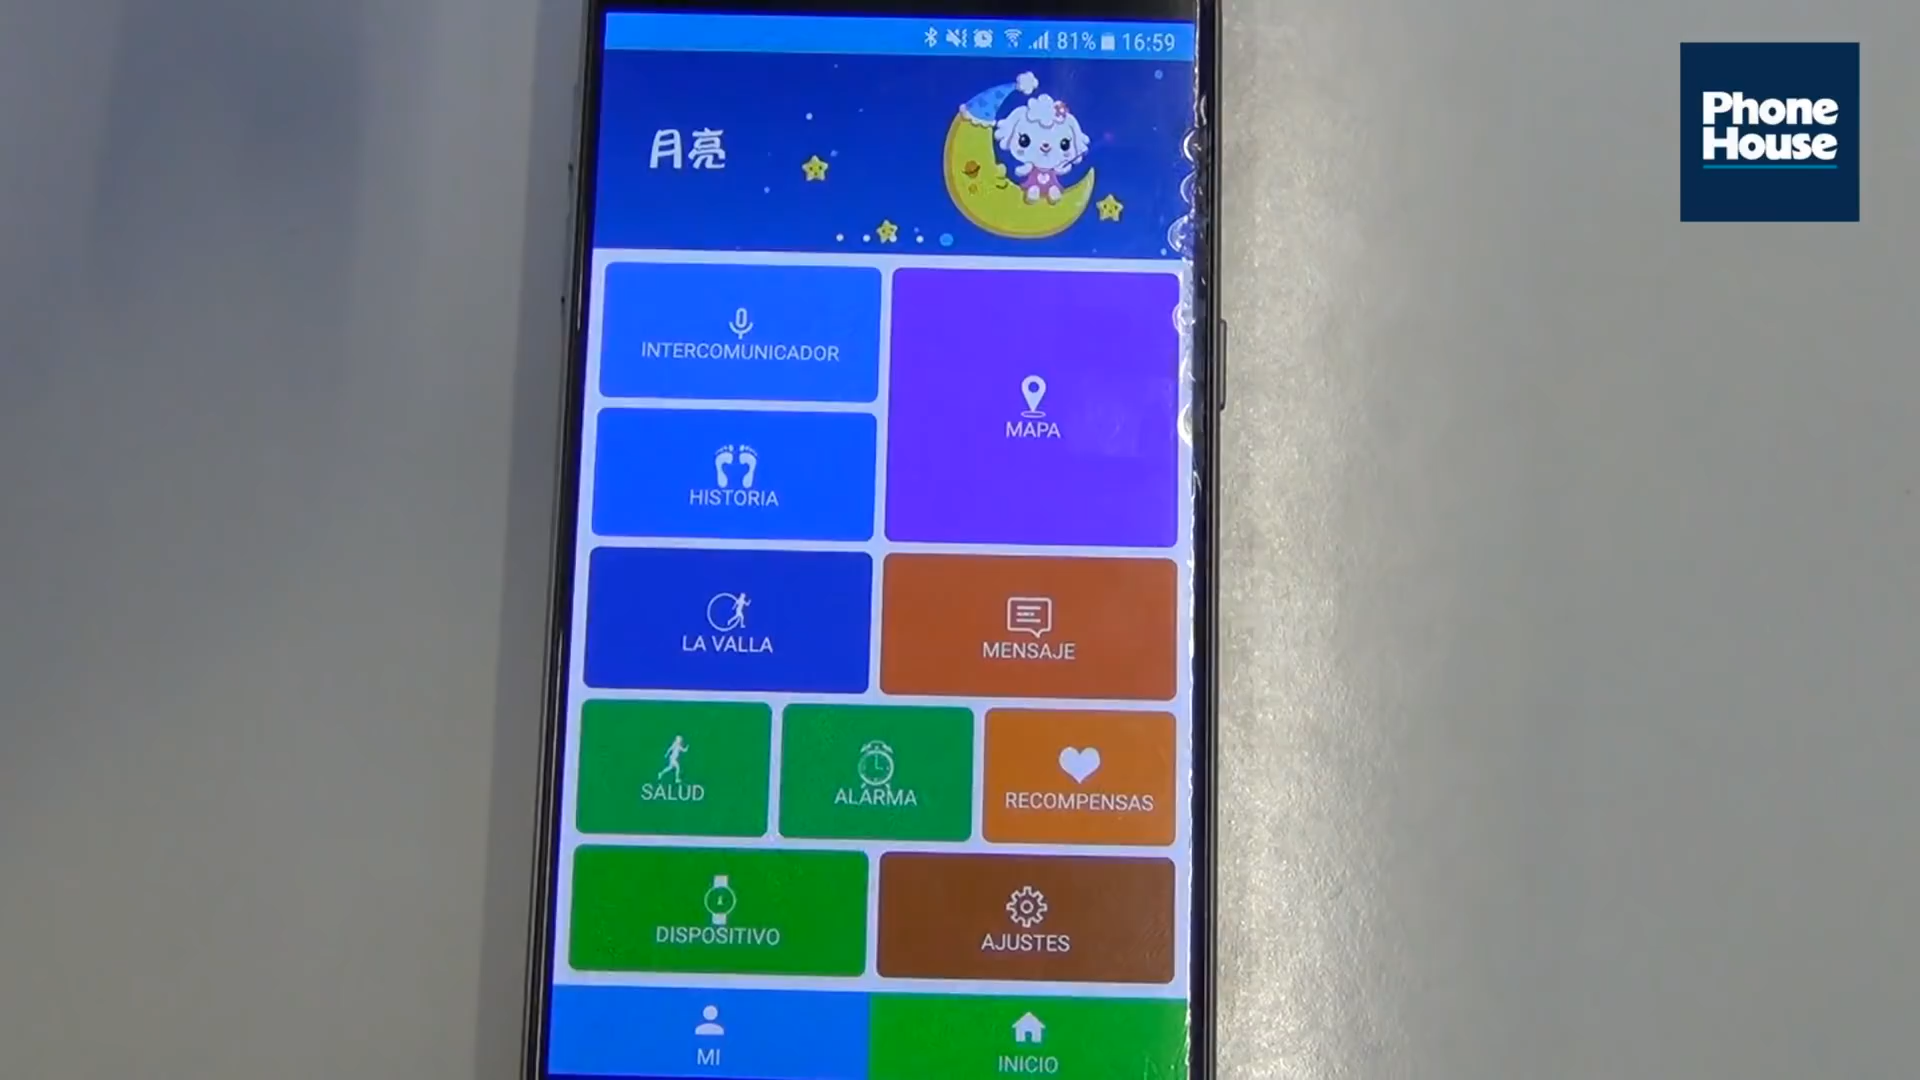 81% 16:59
Phone
House
月亮
INTERCOMUNICADOR
MAPA
HISTORIA
LA VALLA
MENSAJE
SALUD
ALARMA
RECOMPENSAS
DISPOSITIVO
AJUSTES
MI
INICIO